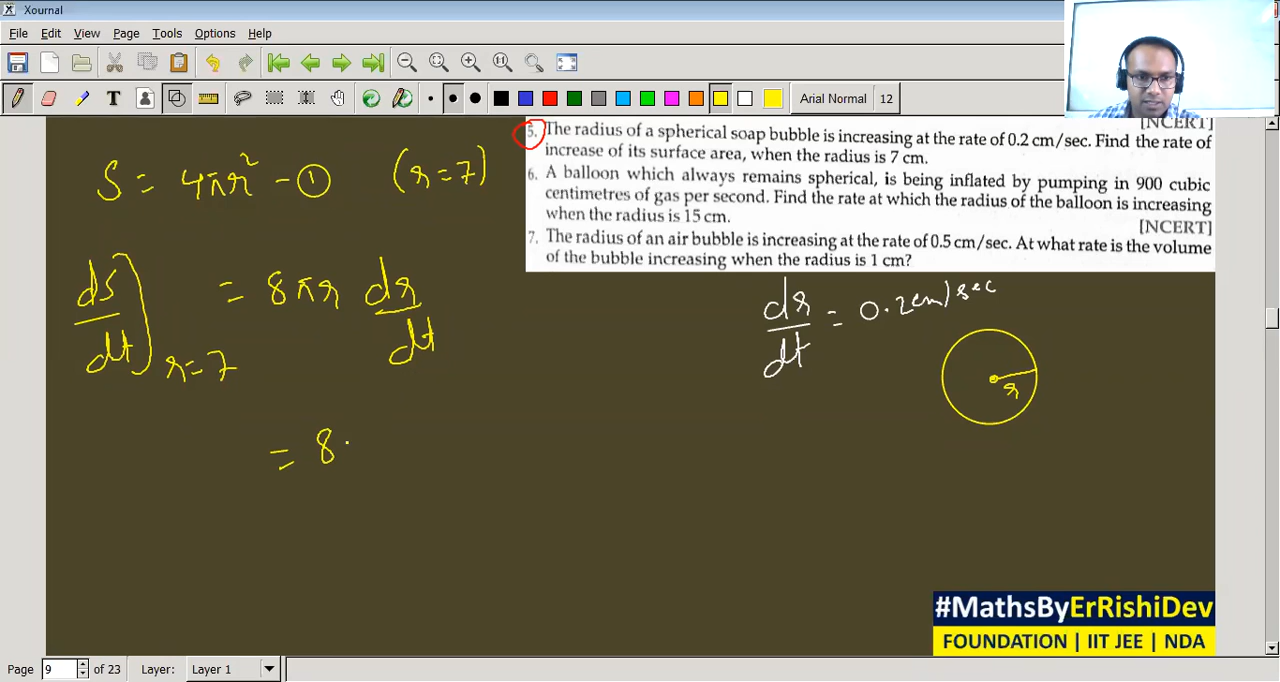 Xournal
File Edit View Page Tools Options Help
Arial Normal 12
[NCERT]
5. The radius of a spherical soap bubble is increasing at the rate of 0.2 cm/sec. Find the rate of
increase of its surface area, when the radius is 7 cm.
6. A balloon which always remains spherical, is being inflated by pumping in 900 cubic
centimetres of gas per second. Find the rate at which the radius of the balloon is increasing
when the radius is 15 cm.
[NCERT]
7. The radius of an air bubble is increasing at the rate of 0.5 cm/sec. At what rate is the volume
of the bubble increasing when the radius is 1 cm?
S = 4πr² - ① (r=7)
dS/dt)r=7 = 8πr dr/dt
= 8.
dr/dt = 0.2cm/sec
r
#MathsByErRishiDev
FOUNDATION | IIT JEE | NDA
Page 9 of 23 Layer: Layer 1